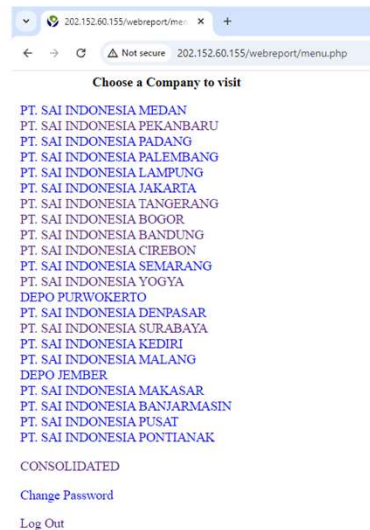 202.152.60.155/webreport/men
Not secure
202.152.60.155/webreport/menu.php
Choose a Company to visit
PT. SAI INDONESIA MEDAN
PT. SAI INDONESIA PEKANBARU
PT. SAI INDONESIA PADANG
PT. SAI INDONESIA PALEMBANG
PT. SAI INDONESIA LAMPUNG
PT. SAI INDONESIA JAKARTA
PT. SAI INDONESIA TANGERANG
PT. SAI INDONESIA BOGOR
PT. SAI INDONESIA BANDUNG
PT. SAI INDONESIA CIREBON
PT. SAI INDONESIA SEMARANG
PT. SAI INDONESIA YOGYA
DEPO PURWOKERTO
PT. SAI INDONESIA DENPASAR
PT. SAI INDONESIA SURABAYA
PT. SAI INDONESIA KEDIRI
PT. SAI INDONESIA MALANG
DEPO JEMBER
PT. SAI INDONESIA MAKASAR
PT. SAI INDONESIA BANJARMASIN
PT. SAI INDONESIA PUSAT
PT. SAI INDONESIA PONTIANAK
CONSOLIDATED
Change Password
Log Out